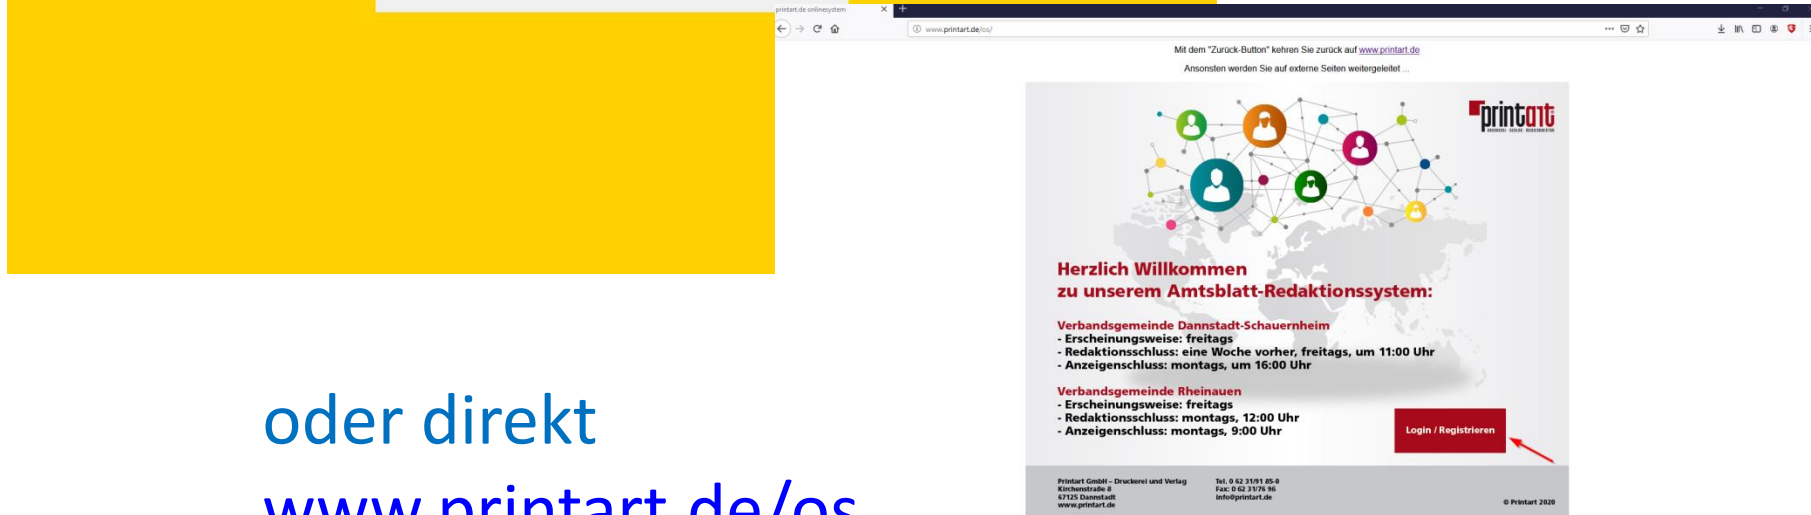 printart.de onlinesystem
www.printart.de/os/
Mit dem "Zurück-Button" kehren Sie zurück auf www.printart.de
Ansonsten werden Sie auf externe Seiten weitergeleitet ...
printart
Herzlich Willkommen
zu unserem Amtsblatt-Redaktionssystem:
Verbandsgemeinde Dannstadt-Schauernheim
- Erscheinungsweise: freitags
- Redaktionsschluss: eine Woche vorher, freitags, um 11:00 Uhr
- Anzeigenschluss: montags, um 16:00 Uhr
Verbandsgemeinde Rheinauen
- Erscheinungsweise: freitags
- Redaktionsschluss: montags, 12:00 Uhr
- Anzeigenschluss: montags, 9:00 Uhr
Login / Registrieren
Printart GmbH – Druckerei und Verlag
Kirchenstraße 8
67125 Dannstadt
www.printart.de
Tel. 0 62 31/91 85-0
Fax: 0 62 31/76 96
info@printart.de
© Printart 2020
oder direkt
www.printart.de/os